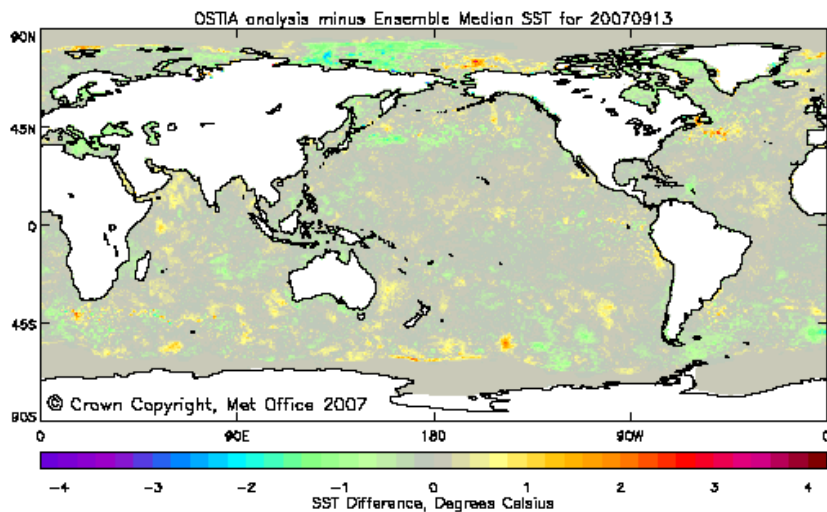 OSTIA analysis minus Ensemble Median SST for 20070913
90N
45N
0
45S
90S
© Crown Copyright, Met Office 2007
0 90E 180 90W 0
-4 -3 -2 -1 0 1 2 3 4
SST Difference, Degrees Celsius